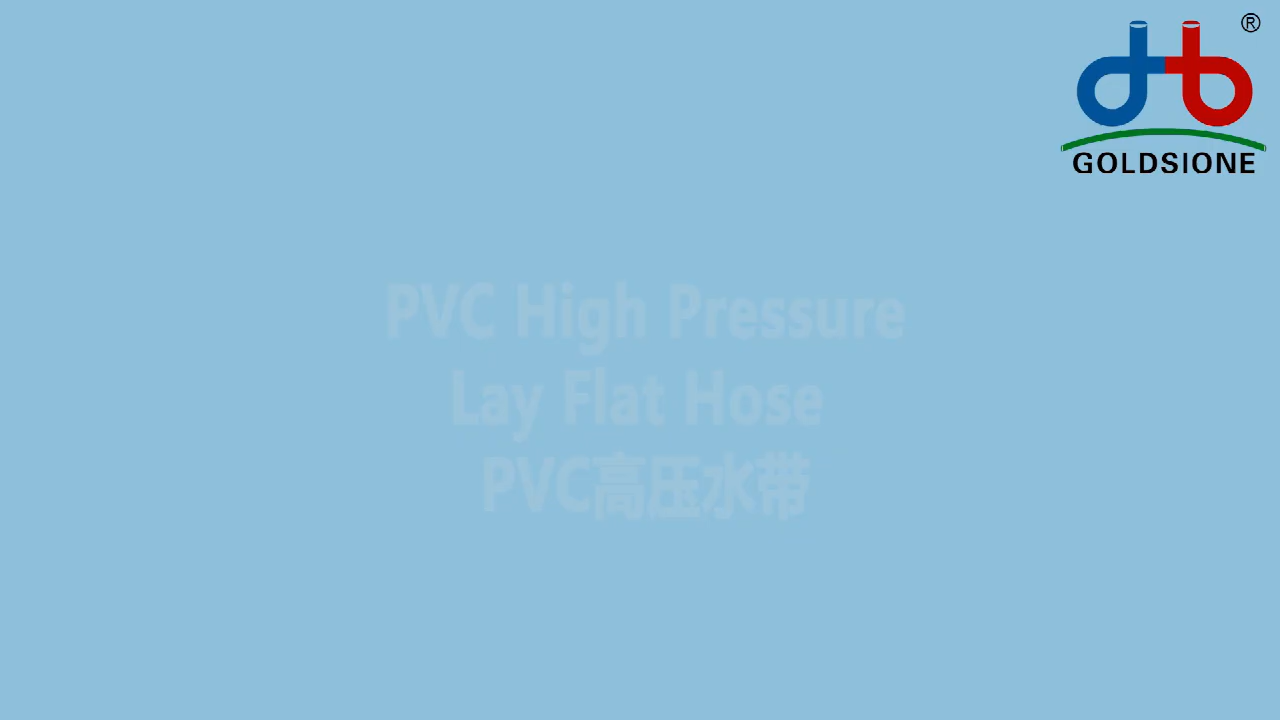 ®
GOLDSIONE
PVC High Pressure
Lay Flat Hose
PVC高压水带